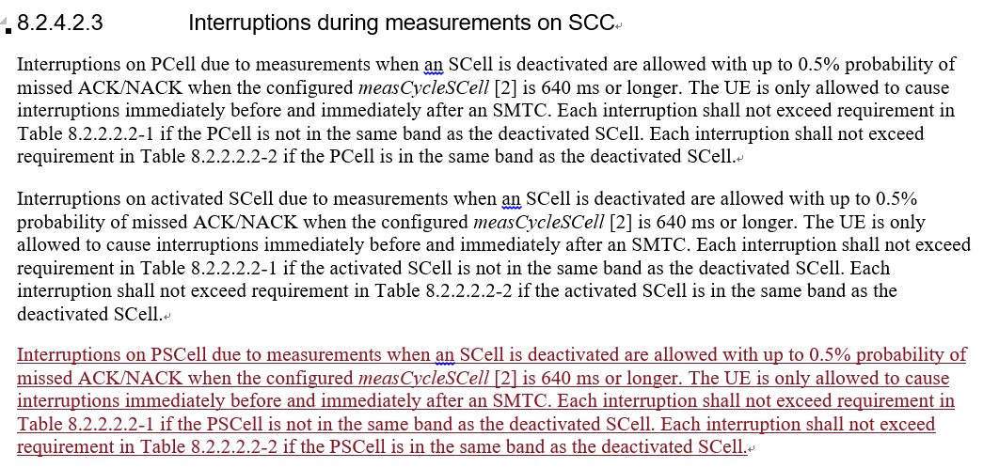 8.2.4.2.3 Interruptions during measurements on SCC
Interruptions on PCell due to measurements when an SCell is deactivated are allowed with up to 0.5% probability of
missed ACK/NACK when the configured measCycleSCell [2] is 640 ms or longer. The UE is only allowed to cause
interruptions immediately before and immediately after an SMTC. Each interruption shall not exceed requirement in
Table 8.2.2.2.2-1 if the PCell is not in the same band as the deactivated SCell. Each interruption shall not exceed
requirement in Table 8.2.2.2.2-2 if the PCell is in the same band as the deactivated SCell.
Interruptions on activated SCell due to measurements when an SCell is deactivated are allowed with up to 0.5%
probability of missed ACK/NACK when the configured measCycleSCell [2] is 640 ms or longer. The UE is only
allowed to cause interruptions immediately before and immediately after an SMTC. Each interruption shall not exceed
requirement in Table 8.2.2.2.2-1 if the activated SCell is not in the same band as the deactivated SCell. Each
interruption shall not exceed requirement in Table 8.2.2.2.2-2 if the activated SCell is in the same band as the
deactivated SCell.
Interruptions on PSCell due to measurements when an SCell is deactivated are allowed with up to 0.5% probability of
missed ACK/NACK when the configured measCycleSCell [2] is 640 ms or longer. The UE is only allowed to cause
interruptions immediately before and immediately after an SMTC. Each interruption shall not exceed requirement in
Table 8.2.2.2.2-1 if the PSCell is not in the same band as the deactivated SCell. Each interruption shall not exceed
requirement in Table 8.2.2.2.2-2 if the PSCell is in the same band as the deactivated SCell.